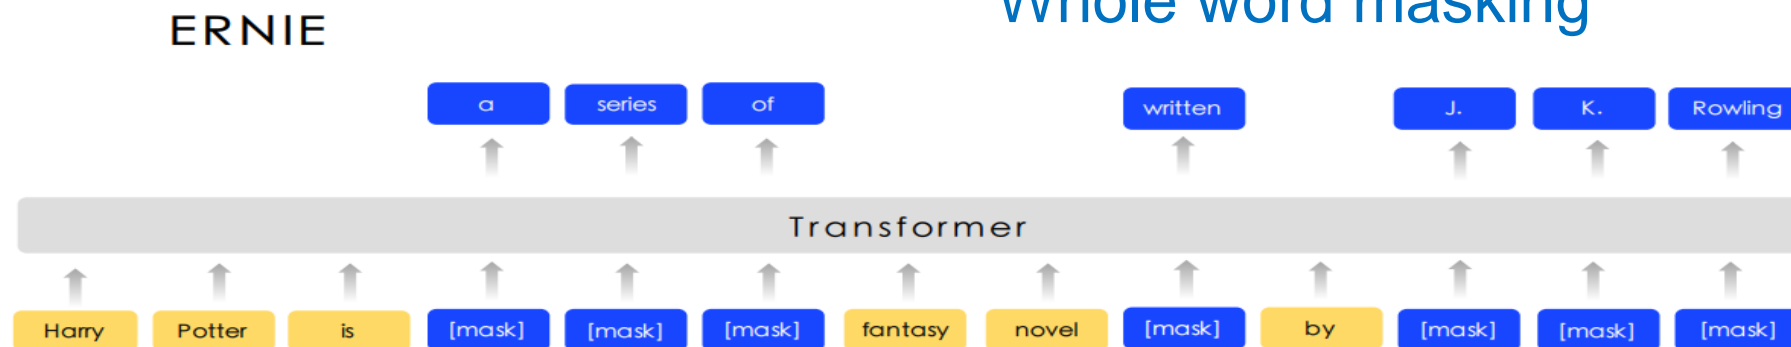 Whole word masking
ERNIE
a series of written J. K. Rowling
Transformer
Harry Potter is [mask] [mask] [mask] fantasy novel [mask] by [mask] [mask] [mask]